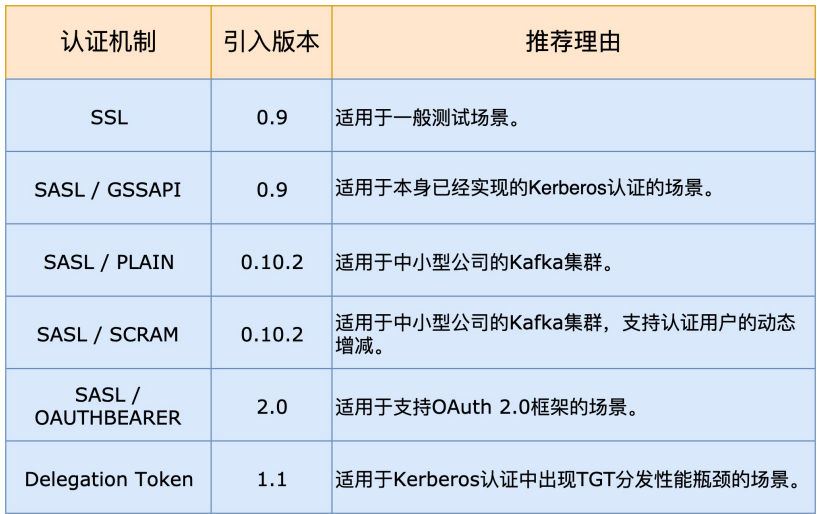 认证机制 引入版本 推荐理由
SSL 0.9 适用于一般测试场景。
SASL / GSSAPI 0.9 适用于本身已经实现的Kerberos认证的场景。
SASL / PLAIN 0.10.2 适用于中小型公司的Kafka集群。
SASL / SCRAM 0.10.2 适用于中小型公司的Kafka集群，支持认证用户的动态
增减。
SASL /
OAUTHBEARER 2.0 适用于支持OAuth 2.0框架的场景。
Delegation Token 1.1 适用于Kerberos认证中出现TGT分发性能瓶颈的场景。